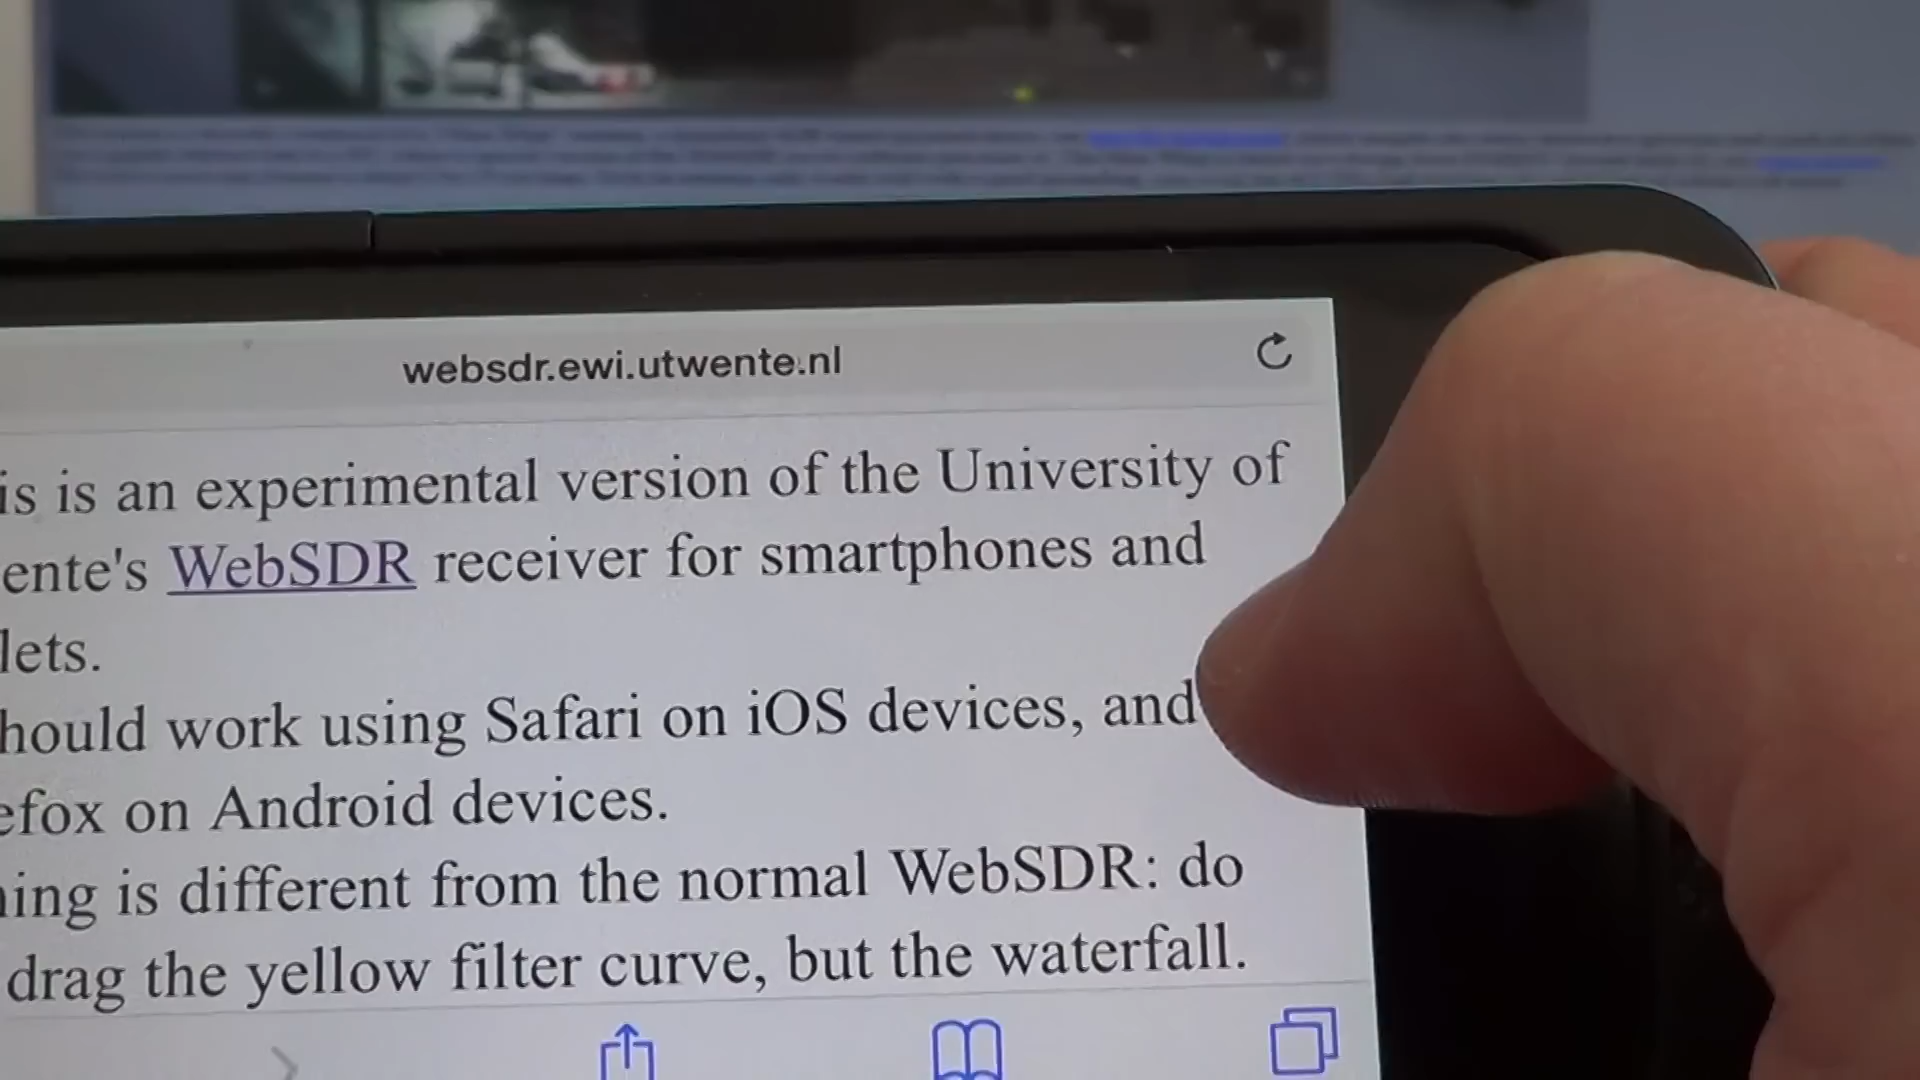 websdr.ewi.utwente.nl
is is an experimental version of the University of
ente's WebSDR receiver for smartphones and
lets.
hould work using Safari on iOS devices, and
efox on Android devices.
ing is different from the normal WebSDR: do
drag the yellow filter curve, but the waterfall.